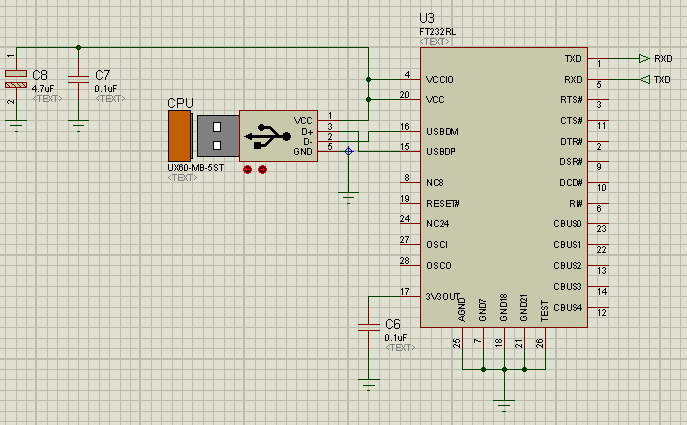 U3
FT232RL
<TEXT>
TXD
1
RXD
4
VCCIO
RXD
5
TXD
20
VCC
RTS#
3
CTS#
11
16
USBDM
DTR#
2
15
USBDP
DSR#
9
8
NC8
DCD#
10
19
RESET#
RI#
6
24
NC24
CBUS0
23
27
OSCI
CBUS1
22
28
OSCO
CBUS2
13
CBUS3
14
17
3V3OUT
CBUS4
12
AGND
GND7
GND18
GND21
TEST
25
7
18
21
26
1
C8
4.7uF
<TEXT>
2
C7
0.1uF
<TEXT>
CPU
VCC
1
D+
3
D-
2
GND
5
UX60-MB-5ST
<TEXT>
C6
0.1uF
<TEXT>